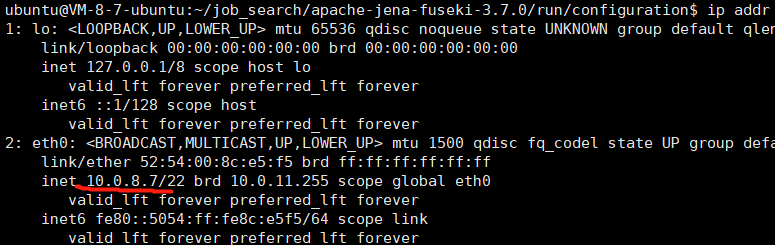 ubuntu@VM-8-7-ubuntu:~/job_search/apache-jena-fuseki-3.7.0/run/configuration$ ip addr
1: lo: <LOOPBACK,UP,LOWER_UP> mtu 65536 qdisc noqueue state UNKNOWN group default qlen
link/loopback 00:00:00:00:00:00 brd 00:00:00:00:00:00
inet 127.0.0.1/8 scope host lo
valid_lft forever preferred_lft forever
inet6 ::1/128 scope host
valid_lft forever preferred_lft forever
2: eth0: <BROADCAST,MULTICAST,UP,LOWER_UP> mtu 1500 qdisc fq_codel state UP group defa
link/ether 52:54:00:8c:e5:f5 brd ff:ff:ff:ff:ff:ff
inet 10.0.8.7/22 brd 10.0.11.255 scope global eth0
valid_lft forever preferred_lft forever
inet6 fe80::5054:ff:fe8c:e5f5/64 scope link
valid_lft forever preferred_lft forever